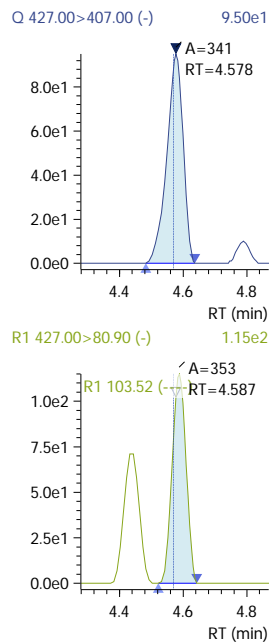 Q 427.00>407.00 (-) 9.50e1
A=341
RT=4.578
8.0e1
6.0e1
4.0e1
2.0e1
0.0e0
4.4 4.6 4.8
RT (min)
R1 427.00>80.90 (-) 1.15e2
A=353
R1 103.52 (---) RT=4.587
1.0e2
7.5e1
5.0e1
2.5e1
0.0e0
4.4 4.6 4.8
RT (min)